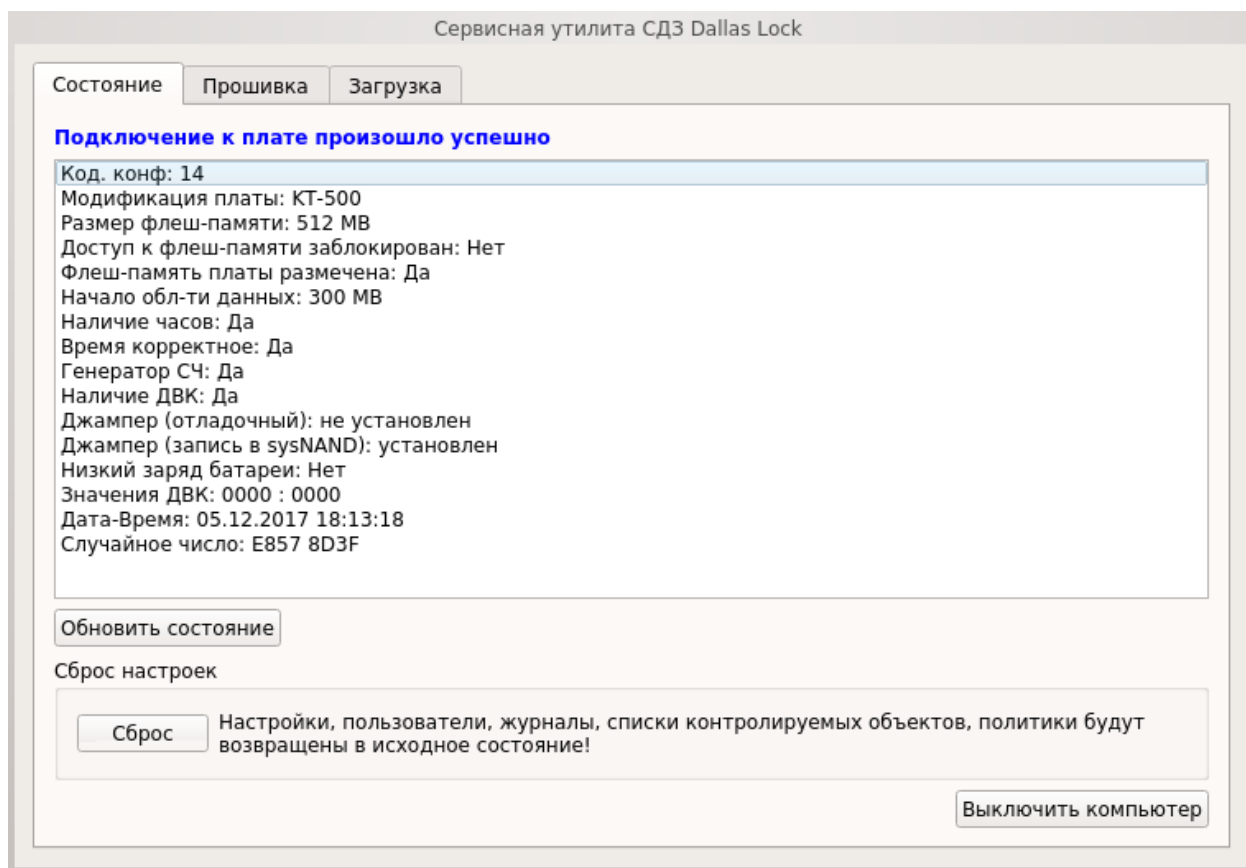 Сервисная утилита СДЗ Dallas Lock
Состояние
Прошивка
Загрузка
Подключение к плате произошло успешно
Код. конф: 14
Модификация платы: КТ-500
Размер флеш-памяти: 512 MB
Доступ к флеш-памяти заблокирован: Нет
Флеш-память платы размечена: Да
Начало обл-ти данных: 300 MB
Наличие часов: Да
Время корректное: Да
Генератор СЧ: Да
Наличие ДВК: Да
Джампер (отладочный): не установлен
Джампер (запись в sysNAND): установлен
Низкий заряд батареи: Нет
Значения ДВК: 0000 : 0000
Дата-Время: 05.12.2017 18:13:18
Случайное число: E857 8D3F
Обновить состояние
Сброс настроек
Сброс
Настройки, пользователи, журналы, списки контролируемых объектов, политики будут
возвращены в исходное состояние!
Выключить компьютер